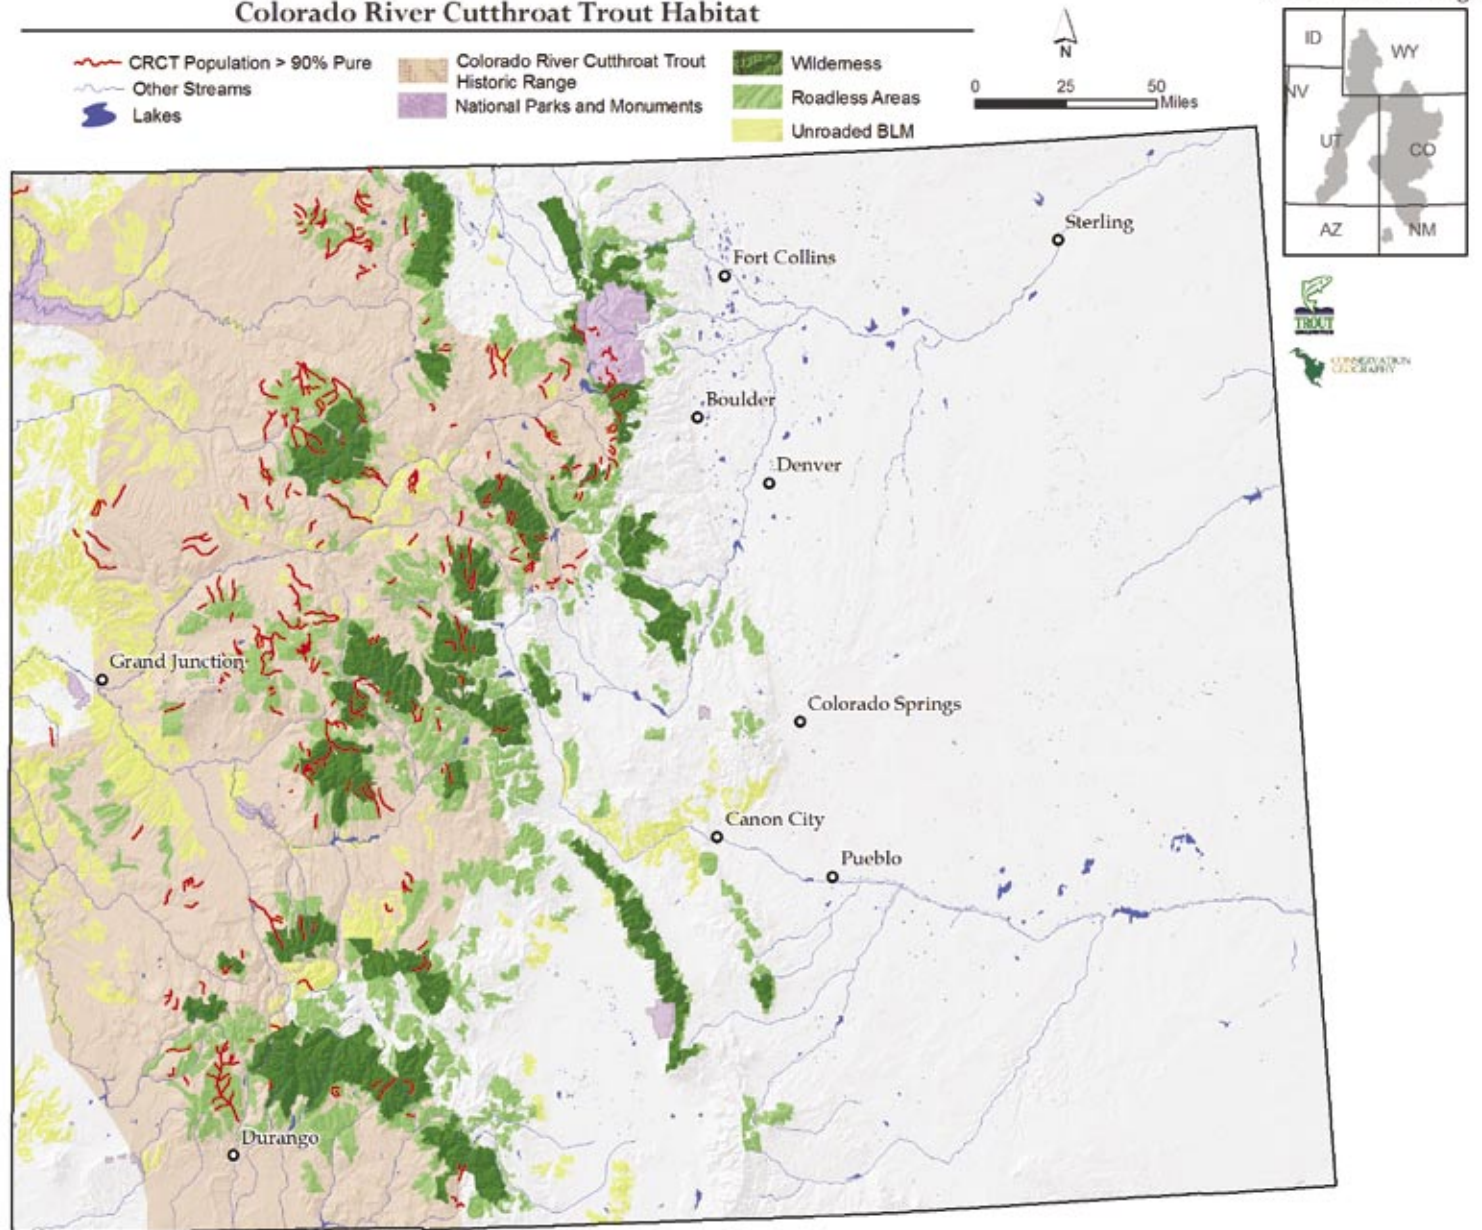 Colorado River Cutthroat Trout Habitat
CRCT Population > 90% Pure
Other Streams
Lakes
Colorado River Cutthroat Trout
Historic Range
National Parks and Monuments
Wilderness
Roadless Areas
Unroaded BLM
N
0 25 50
Miles
ID
WY
NV
UT
CO
AZ
NM
Sterling
Fort Collins
TROUT
CONSERVATION
GEOGRAPHY
Boulder
Denver
Grand Junction
Colorado Springs
Canon City
Pueblo
Durango